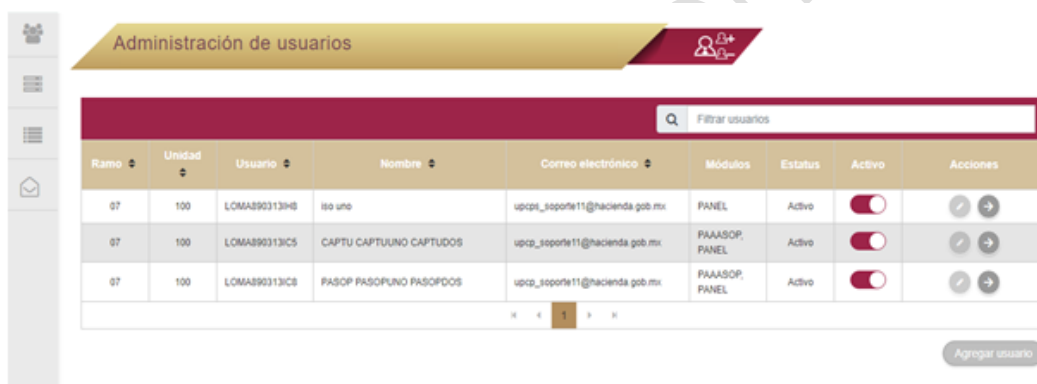 Administración de usuarios
Filtrar usuarios
Ramo Unidad Usuario Nombre Correo electrónico Módulos Estatus Activo Acciones
07 100 LOMA890313IH8 iso uno upcps_soporte11@hacienda.gob.mx PANEL Activo
07 100 LOMA890313IC5 CAPTU CAPTUUNO CAPTUDOS upcp_soporte11@hacienda.gob.mx PAAASOP, PANEL Activo
07 100 LOMA890313IC8 PASOP PASOPUNO PASOPDOS upcp_soporte11@hacienda.gob.mx PAAASOP, PANEL Activo
1
Agregar usuario